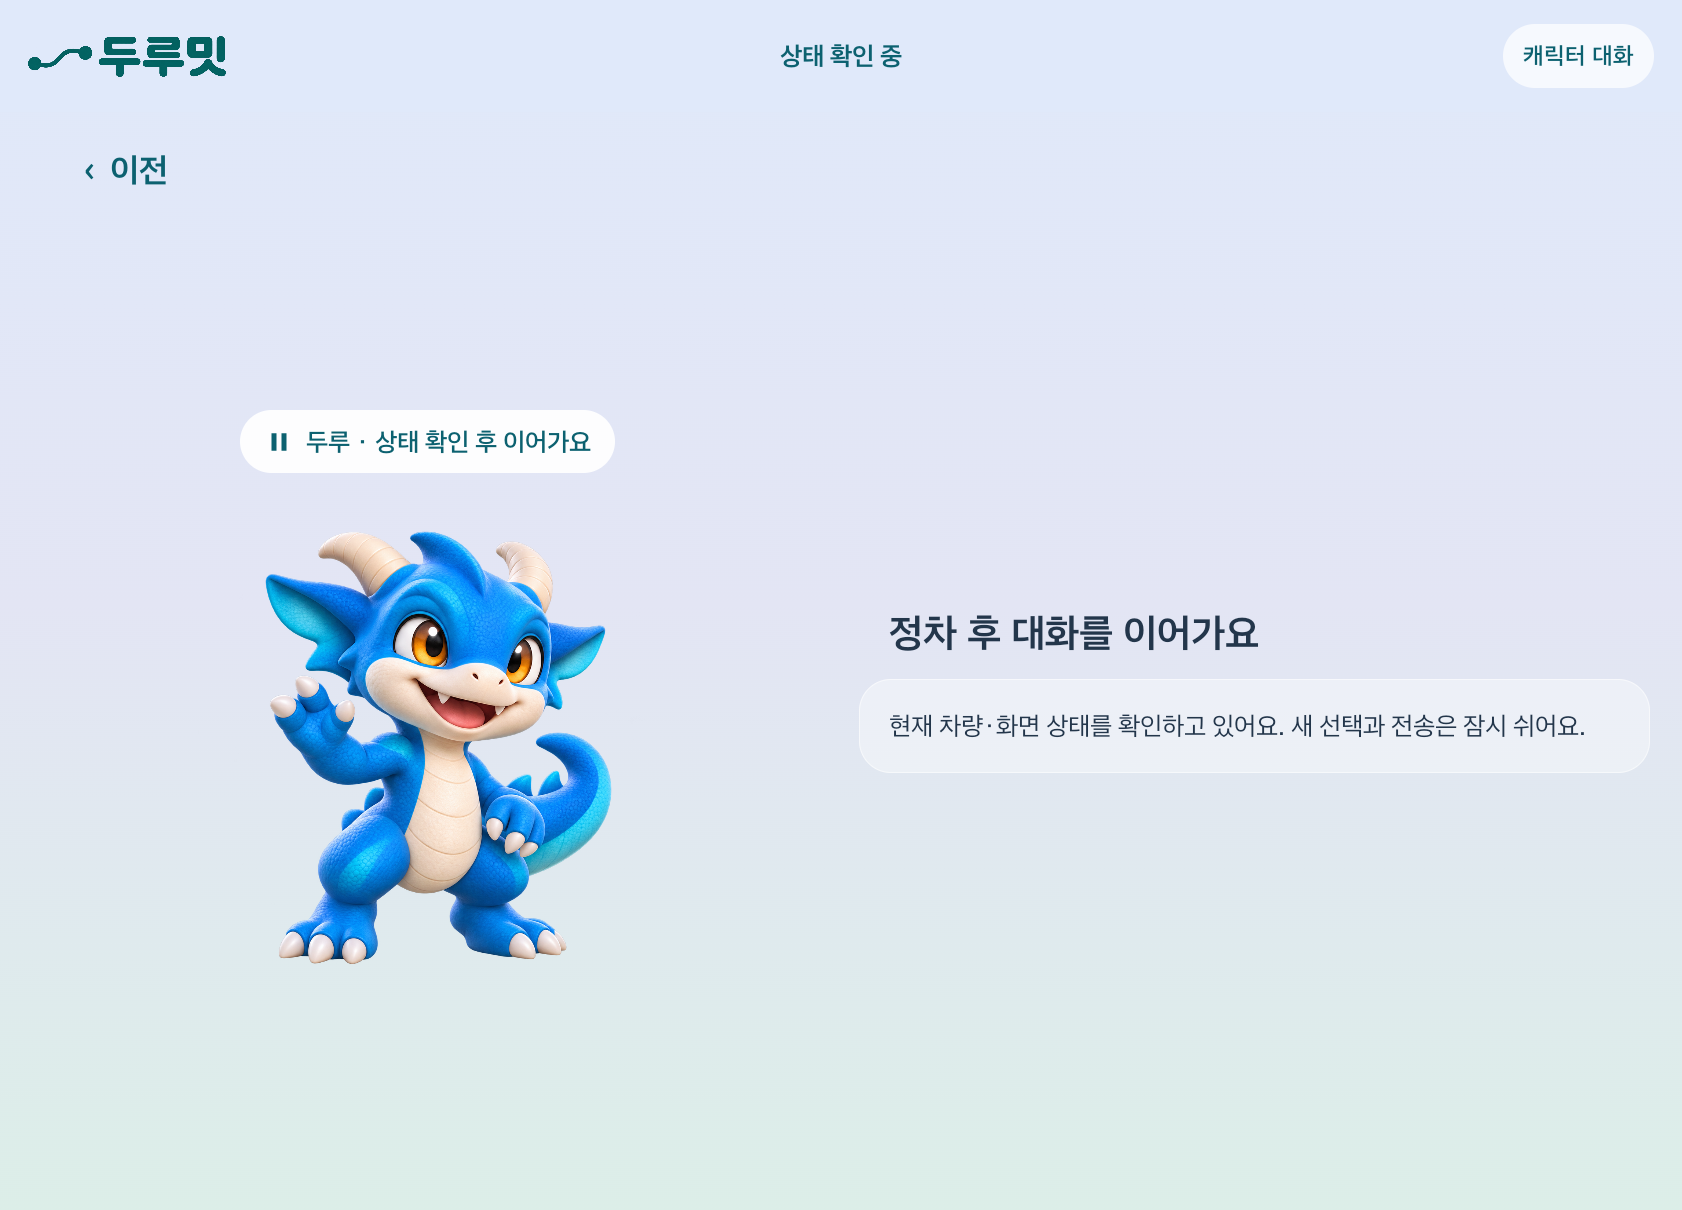 두루밋
상태 확인 중
캐릭터 대화
‹ 이전
두루 · 상태 확인 후 이어가요
정차 후 대화를 이어가요
현재 차량·화면 상태를 확인하고 있어요. 새 선택과 전송은 잠시 쉬어요.